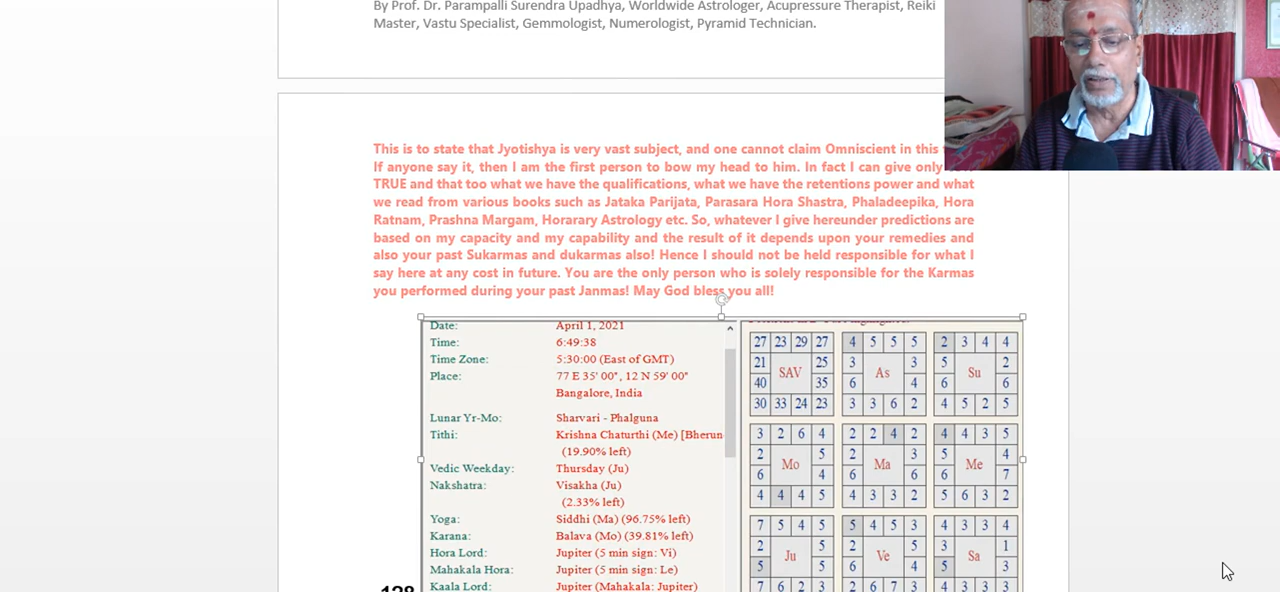 By Prof. Dr. Parampalli Surendra Upadhya, Worldwide Astrologer, Acupressure Therapist, Reiki
Master, Vastu Specialist, Gemmologist, Numerologist, Pyramid Technician.
This is to state that Jyotishya is very vast subject, and one cannot claim Omniscient in this
If anyone say it, then I am the first person to bow my head to him. In fact I can give only
TRUE and that too what we have the qualifications, what we have the retentions power and what
we read from various books such as Jataka Parijata, Parasara Hora Shastra, Phaladeepika, Hora
Ratnam, Prashna Margam, Horarary Astrology etc. So, whatever I give hereunder predictions are
based on my capacity and my capability and the result of it depends upon your remedies and
also your past Sukarmas and dukarmas also! Hence I should not be held responsible for what I
say here at any cost in future. You are the only person who is solely responsible for the Karmas
you performed during your past Janmas! May God bless you all!
Date: April 1, 2021
Time: 6:49:38
Time Zone: 5:30:00 (East of GMT)
Place: 77 E 35' 00", 12 N 59' 00"
Bangalore, India
Lunar Yr-Mo: Sharvari - Phalguna
Tithi: Krishna Chaturthi (Me) [Bherun
(19.90% left)
Vedic Weekday: Thursday (Ju)
Nakshatra: Visakha (Ju)
(2.33% left)
Yoga: Siddhi (Ma) (96.75% left)
Karana: Balava (Mo) (39.81% left)
Hora Lord: Jupiter (5 min sign: Vi)
Mahakala Hora: Jupiter (5 min sign: Le)
Kaala Lord: Jupiter (Mahakala: Jupiter)
27 23 29 27 4 5 5 5 2 3 4 4
21 25 3 3 5 2
SAV As Su
40 35 6 4 6 6
30 33 24 23 3 3 6 2 4 5 2 5
3 2 6 4 2 2 4 2 4 4 3 5
2 5 2 3 5 4
Mo Ma Me
6 4 6 6 6 7
4 4 4 5 4 3 3 2 5 6 3 2
7 5 4 5 5 4 5 3 4 3 3 4
2 5 2 5 3 1
Ju Ve Sa
5 5 6 4 5 3
7 6 2 3 2 6 7 3 4 3 3 3